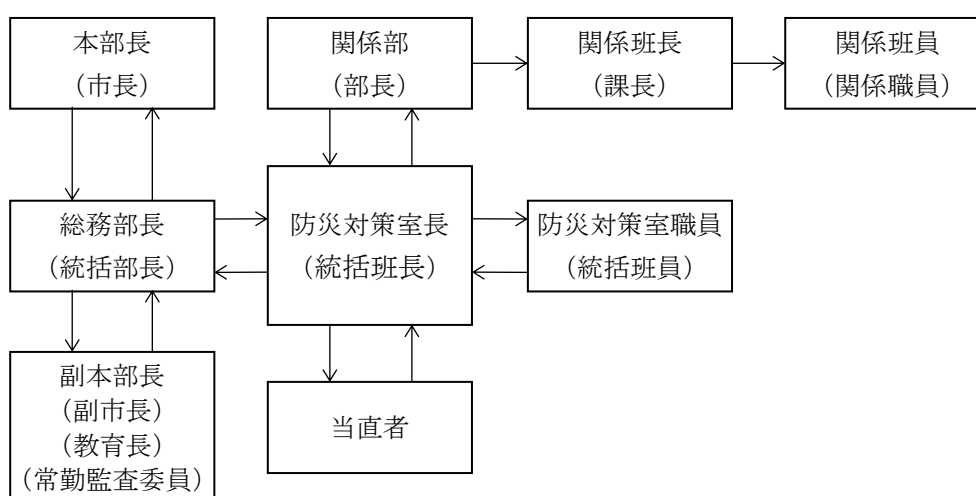 本部長
(市長)
関係部
(部長)
関係班長
(課長)
関係班員
(関係職員)
総務部長
(統括部長)
防災対策室長
(統括班長)
防災対策室職員
(統括班員)
副本部長
(副市長)
(教育長)
(常勤監査委員)
当直者